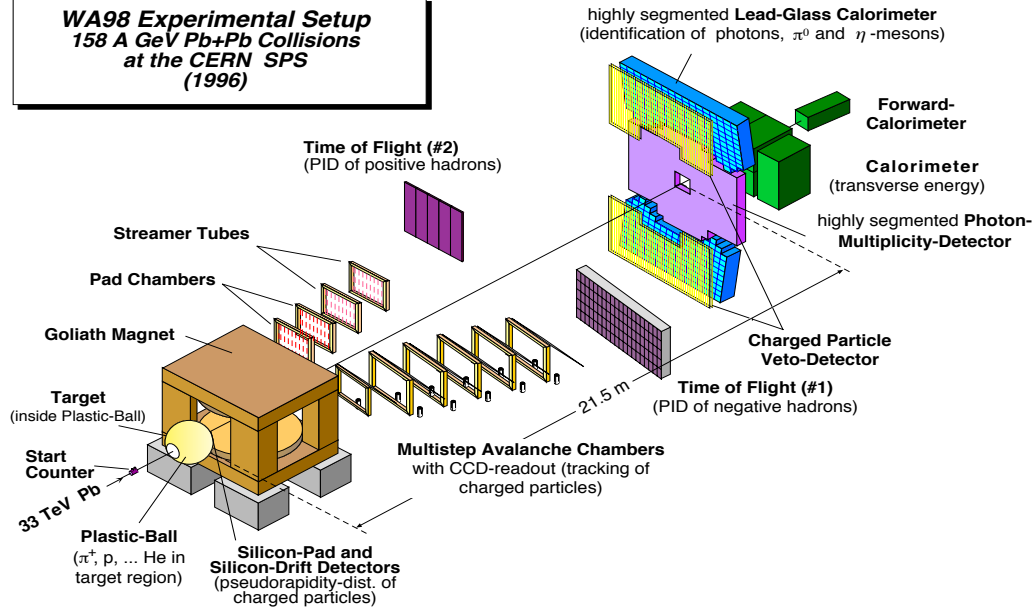 WA98 Experimental Setup
158 A GeV Pb+Pb Collisions
at the CERN SPS
(1996)
highly segmented Lead-Glass Calorimeter
(identification of photons, π⁰ and η -mesons)
Forward-
Calorimeter
Time of Flight (#2)
(PID of positive hadrons)
Calorimeter
(transverse energy)
highly segmented Photon-
Multiplicity-Detector
Streamer Tubes
Pad Chambers
Goliath Magnet
Charged Particle
Veto-Detector
Time of Flight (#1)
(PID of negative hadrons)
21.5 m
Target
(inside Plastic-Ball)
Multistep Avalanche Chambers
with CCD-readout (tracking of
charged particles)
Start
Counter
33 TeV Pb
Plastic-Ball
(π⁺, p, ... He in
target region)
Silicon-Pad and
Silicon-Drift Detectors
(pseudorapidity-dist. of
charged particles)